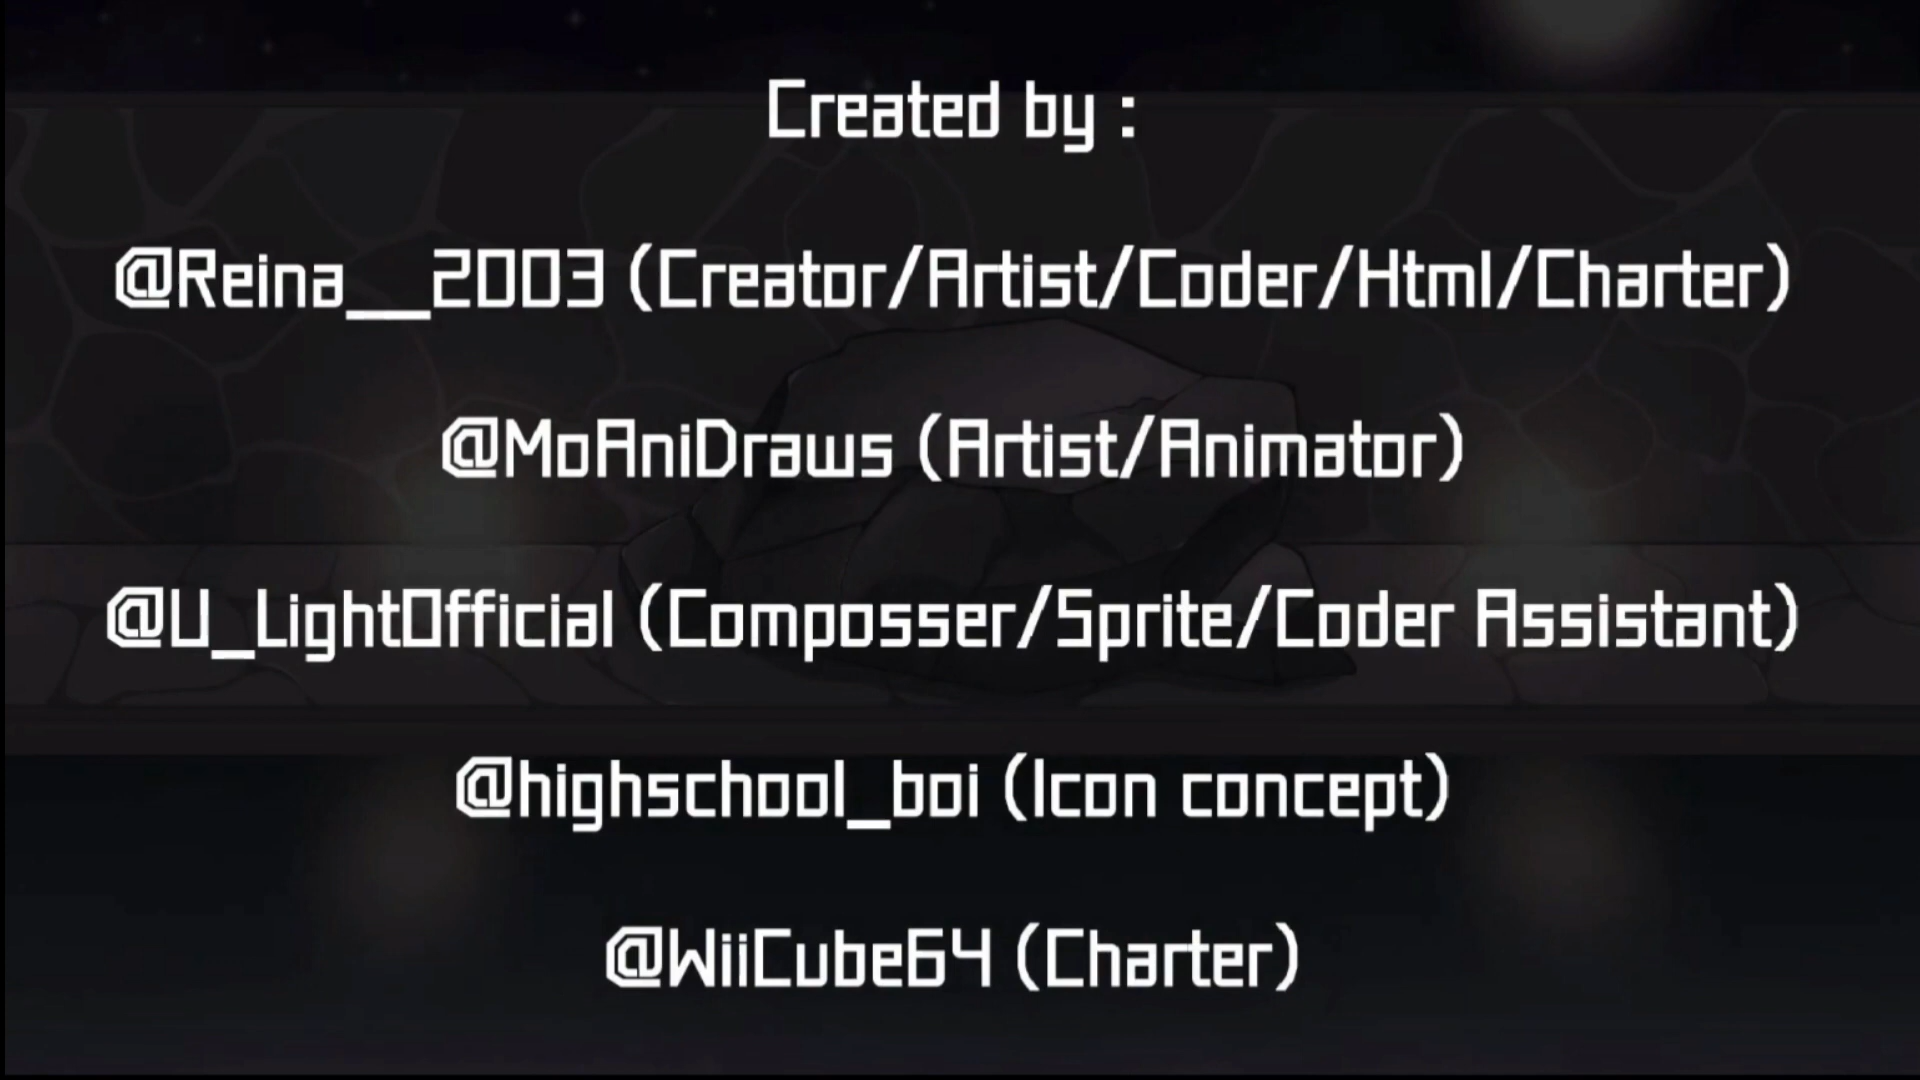 Created by :
@Reina__2003 (Creator/Artist/Coder/Html/Charter)
@MoAniDraws (Artist/Animator)
@U_LightOfficial (Composser/Sprite/Coder Assistant)
@highschool_boi (Icon concept)
@WiiCube64 (Charter)